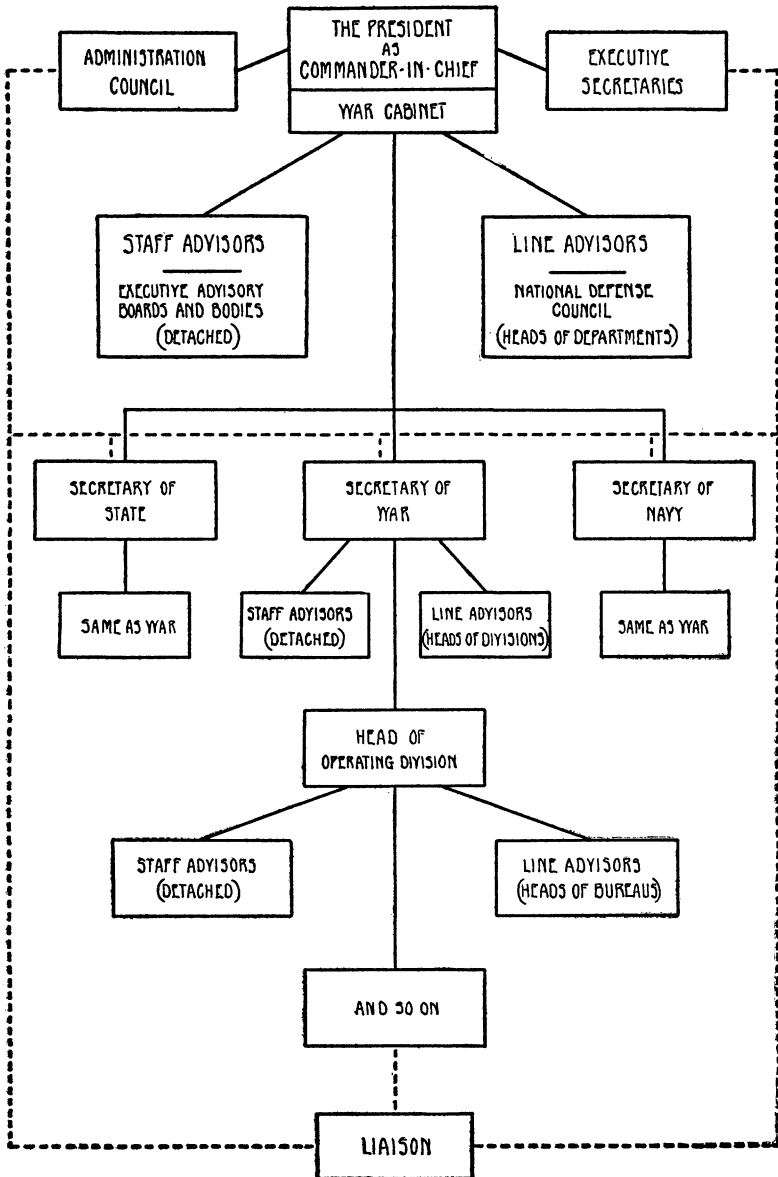 THE PRESIDENT
AS
COMMANDER-IN-CHIEF
WAR CABINET
ADMINISTRATION
COUNCIL
EXECUTIVE
SECRETARIES
STAFF ADVISORS
EXECUTIVE ADVISORY
BOARDS AND BODIES
(DETACHED)
LINE ADVISORS
NATIONAL DEFENSE
COUNCIL
(HEADS OF DEPARTMENTS)
SECRETARY OF
STATE
SECRETARY OF
WAR
SECRETARY OF
NAVY
SAME AS WAR
STAFF ADVISORS
(DETACHED)
LINE ADVISORS
(HEADS OF DIVISIONS)
SAME AS WAR
HEAD OF
OPERATING DIVISION
STAFF ADVISORS
(DETACHED)
LINE ADVISORS
(HEADS OF BUREAUS)
AND SO ON
LIAISON